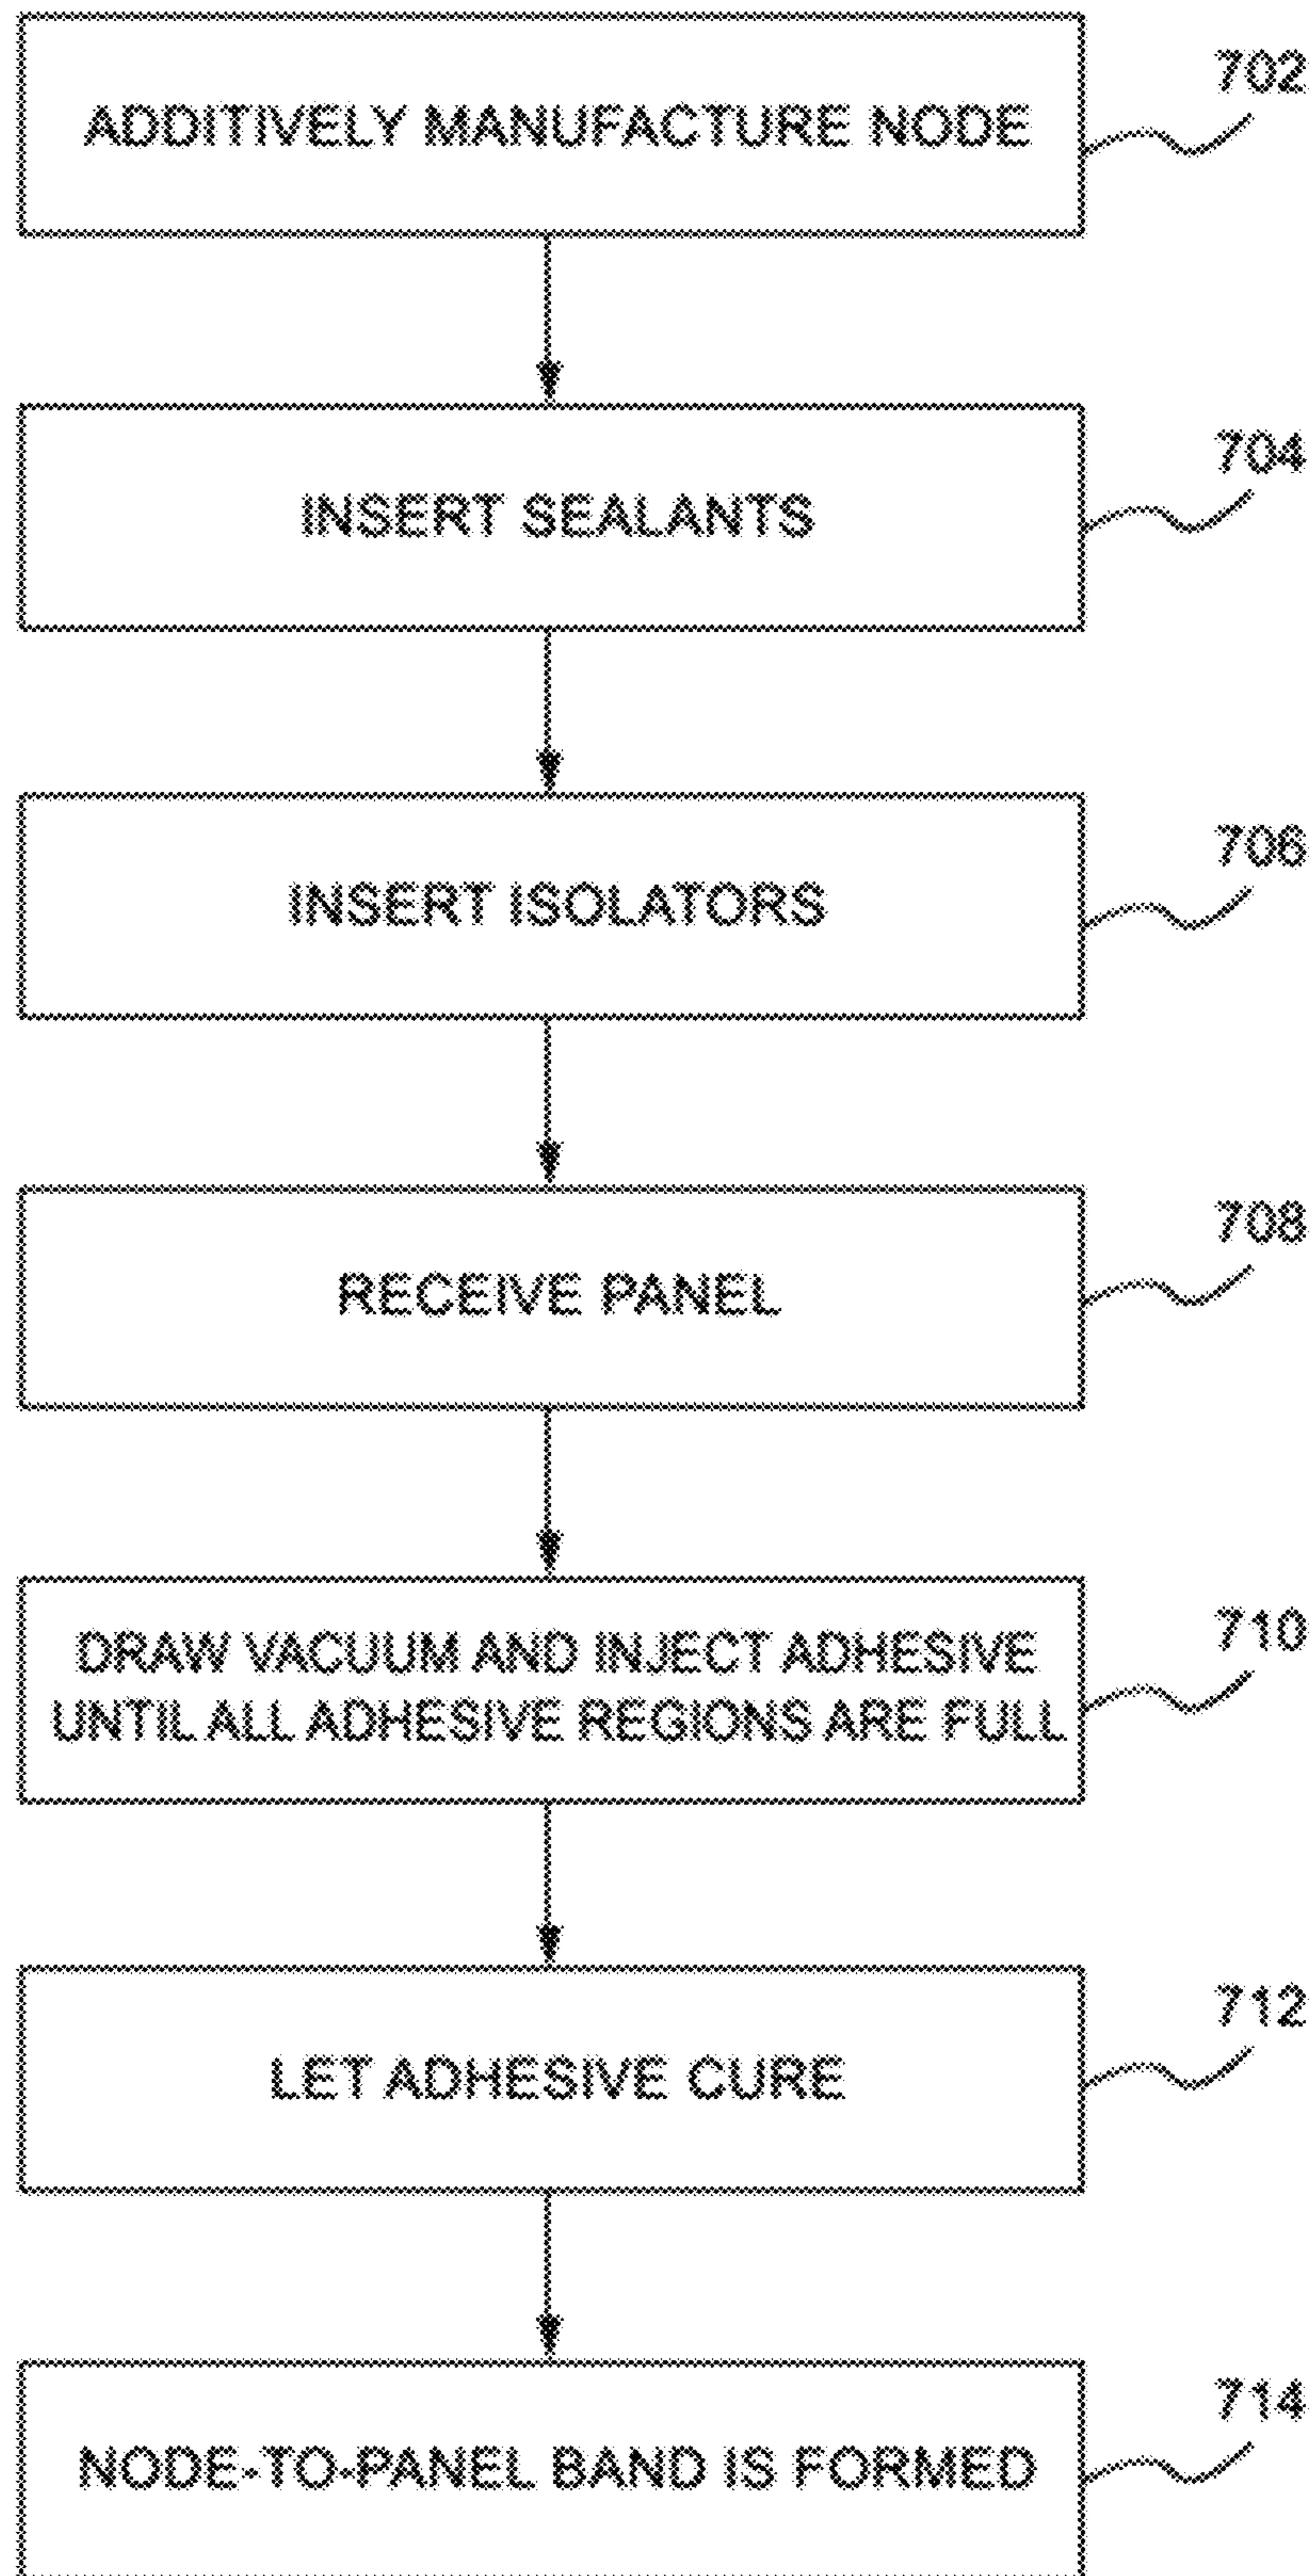 ADDITIVELY MANUFACTURE NODE
702
INSERT SEALANTS
704
INSERT ISOLATORS
706
RECEIVE PANEL
708
DRAW VACUUM AND INJECT ADHESIVE
UNTIL ALL ADHESIVE REGIONS ARE FULL
710
LET ADHESIVE CURE
712
NODE-TO-PANEL BAND IS FORMED
714